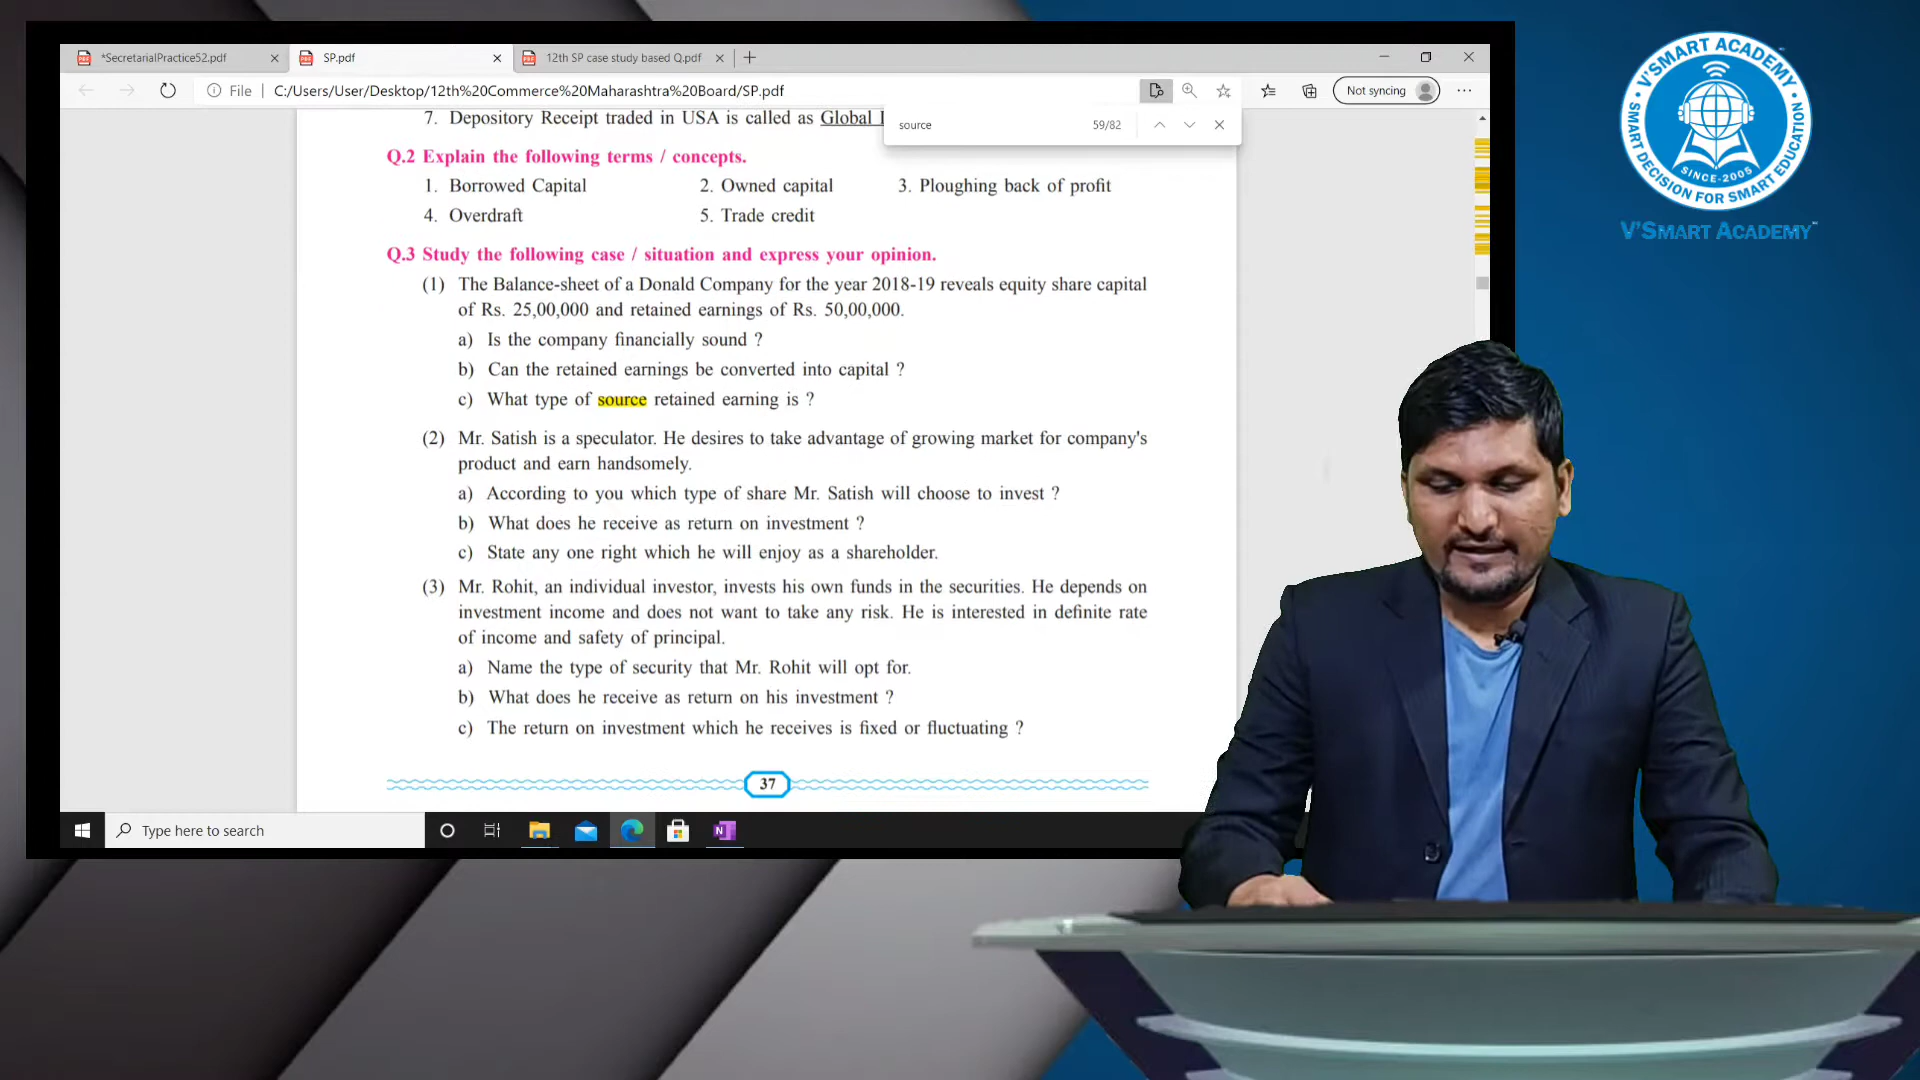 *SecretarialPractice52.pdf
SP.pdf
12th SP case study based Q.pdf
File
C:/Users/User/Desktop/12th%20Commerce%20Maharashtra%20Board/SP.pdf
Not syncing
source
59/82
7. Depository Receipt traded in USA is called as Global
Q.2 Explain the following terms / concepts.
1. Borrowed Capital 2. Owned capital 3. Ploughing back of profit
4. Overdraft 5. Trade credit
Q.3 Study the following case / situation and express your opinion.
(1) The Balance-sheet of a Donald Company for the year 2018-19 reveals equity share capital
of Rs. 25,00,000 and retained earnings of Rs. 50,00,000.
a) Is the company financially sound ?
b) Can the retained earnings be converted into capital ?
c) What type of source retained earning is ?
(2) Mr. Satish is a speculator. He desires to take advantage of growing market for company's
product and earn handsomely.
a) According to you which type of share Mr. Satish will choose to invest ?
b) What does he receive as return on investment ?
c) State any one right which he will enjoy as a shareholder.
(3) Mr. Rohit, an individual investor, invests his own funds in the securities. He depends on
investment income and does not want to take any risk. He is interested in definite rate
of income and safety of principal.
a) Name the type of security that Mr. Rohit will opt for.
b) What does he receive as return on his investment ?
c) The return on investment which he receives is fixed or fluctuating ?
37
Type here to search
V'SMART ACADEMY
SMART DECISION FOR SMART EDUCATION
SINCE-2005
V'SMART ACADEMY